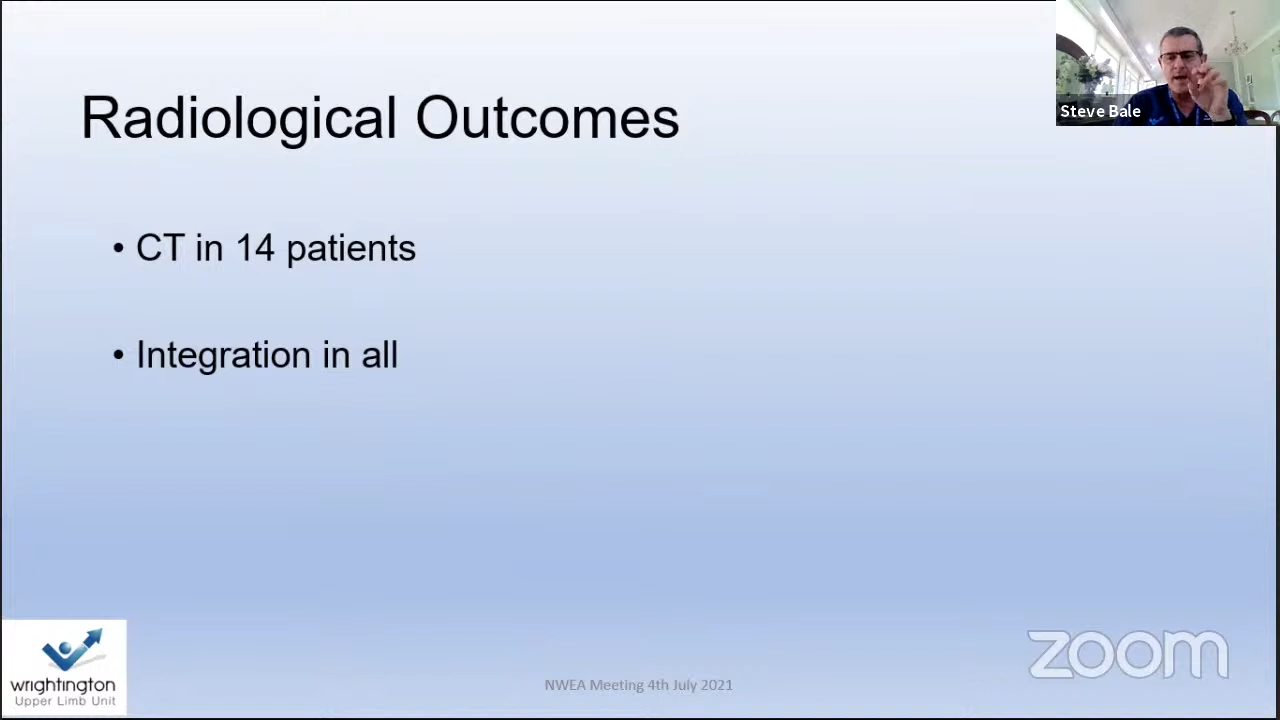 Steve Bale
Radiological Outcomes
• CT in 14 patients
• Integration in all
wrightington
Upper Limb Unit
NWEA Meeting 4th July 2021
zoom